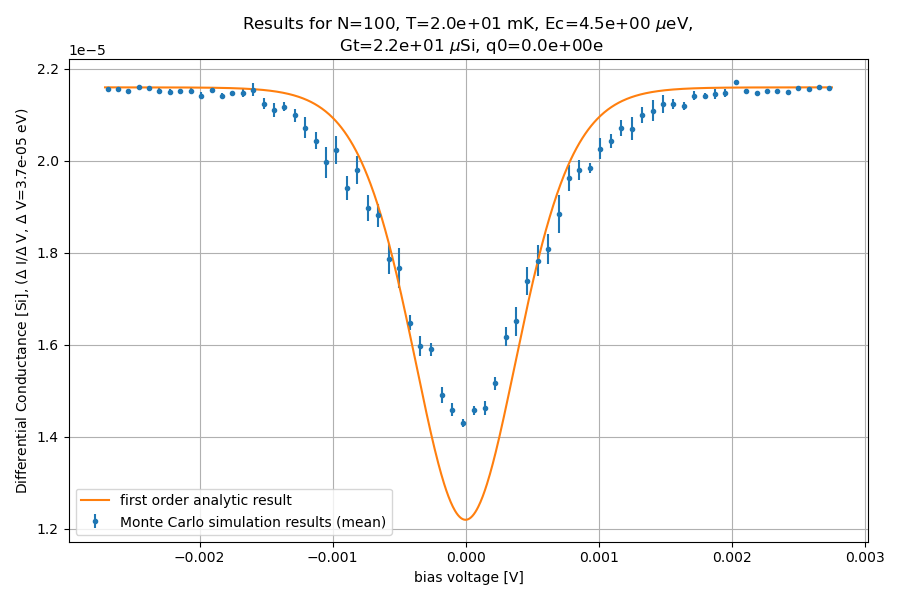 Results for N=100, T=2.0e+01 mK, Ec=4.5e+00 μeV,
Gt=2.2e+01 μSi, q0=0.0e+00e
1e−5
Differential Conductance [Si], (Δ I/Δ V, Δ V=3.7e-05 eV)
2.2
2.0
1.8
1.6
1.4
1.2
first order analytic result
Monte Carlo simulation results (mean)
−0.002 −0.001 0.000 0.001 0.002 0.003
bias voltage [V]